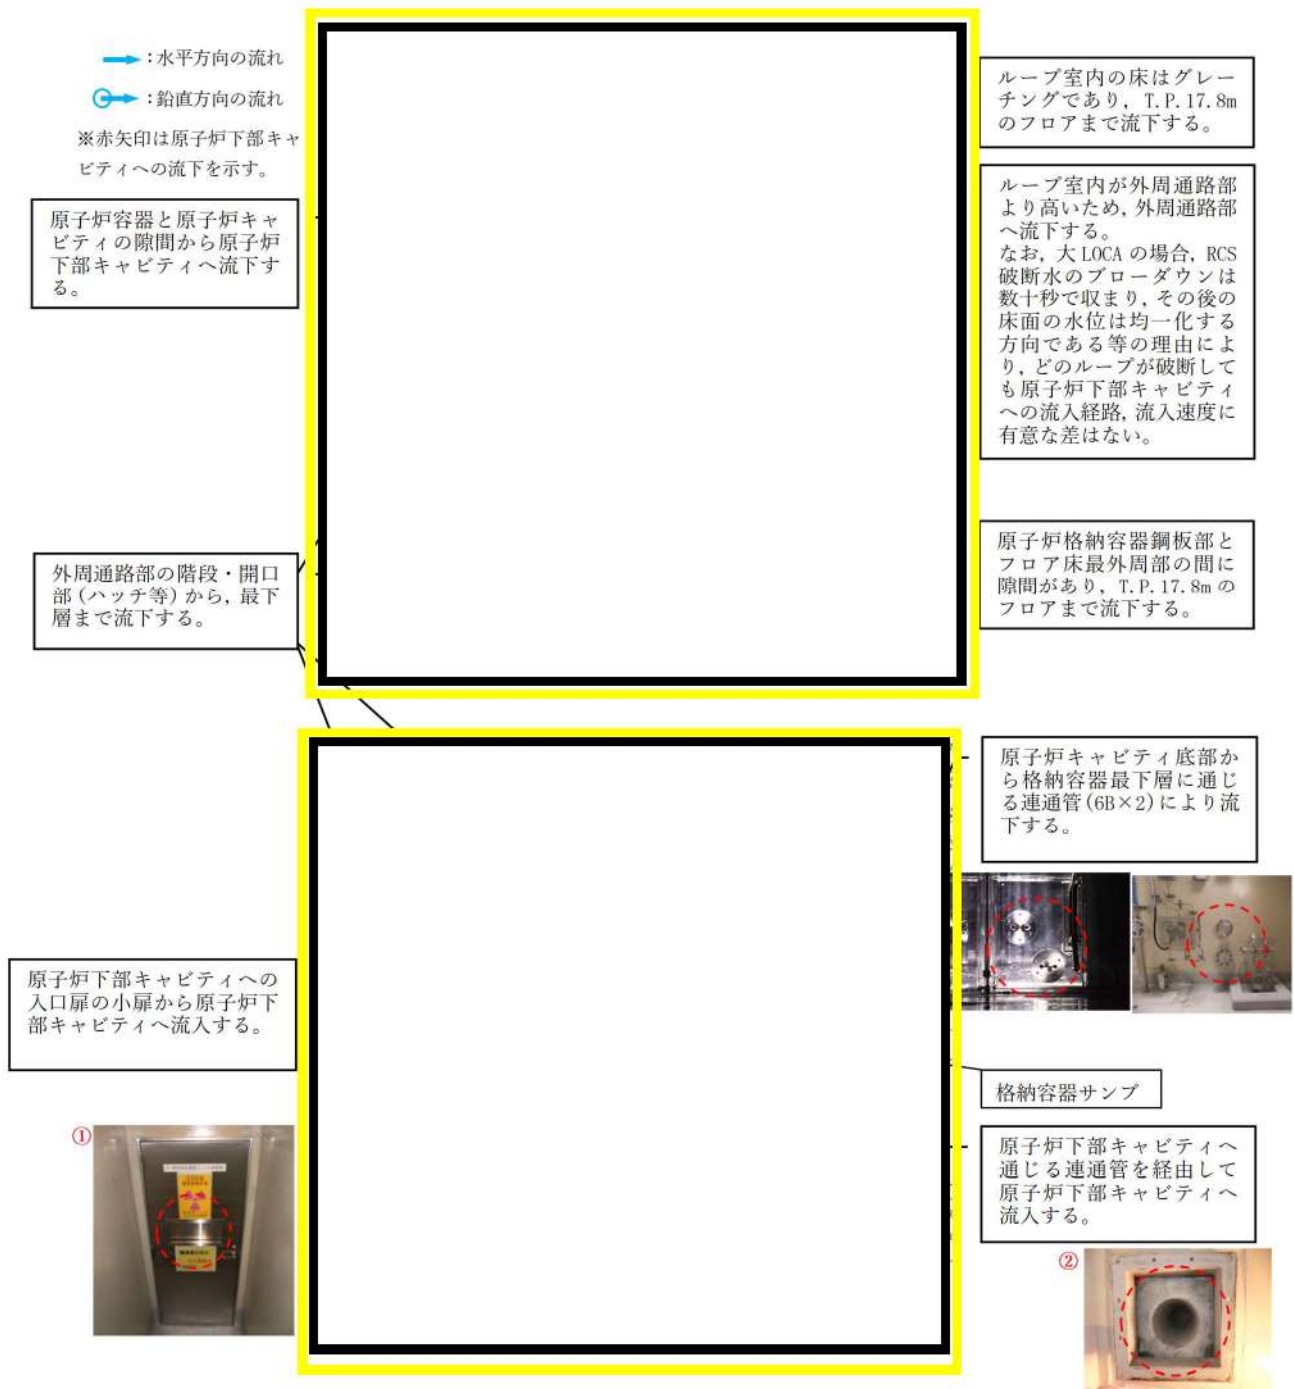 ：水平方向の流れ
：鉛直方向の流れ
※赤矢印は原子炉下部キャ
ビティへの流下を示す。
原子炉容器と原子炉キャ
ビティの隙間から原子炉
下部キャビティへ流下す
る。
外周通路部の階段・開口
部(ハッチ等)から，最下
層まで流下する。
原子炉下部キャビティへの
入口扉の小扉から原子炉下
部キャビティへ流入する。
①
ループ室内の床はグレー
チングであり，T.P.17.8m
のフロアまで流下する。
ループ室内が外周通路部
より高いため，外周通路部
へ流下する。
なお，大LOCAの場合，RCS
破断水のブローダウンは
数十秒で収まり，その後の
床面の水位は均一化する
方向である等の理由によ
り，どのループが破断して
も原子炉下部キャビティ
への流入経路，流入速度に
有意な差はない。
原子炉格納容器鋼板部と
フロア床最外周部の間に
隙間があり，T.P.17.8mの
フロアまで流下する。
原子炉キャビティ底部か
ら格納容器最下層に通じ
る連通管(6B×2)により流
下する。
格納容器サンプ
原子炉下部キャビティへ
通じる連通管を経由して
原子炉下部キャビティへ
流入する。
②